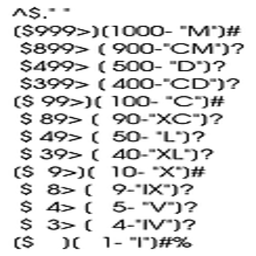 ^$." "
($999>)(1000- "M")#
$899> ( 900-"CM")?
$499> ( 500- "D")?
$399> ( 400-"CD")?
($ 99>)( 100- "C")#
$ 89> ( 90-"XC")?
$ 49> ( 50- "L")?
$ 39> ( 40-"XL")?
($ 9>)( 10- "X")#
$ 8> ( 9-"IX")?
$ 4> ( 5- "V")?
$ 3> ( 4-"IV")?
($ )( 1- "I")#%